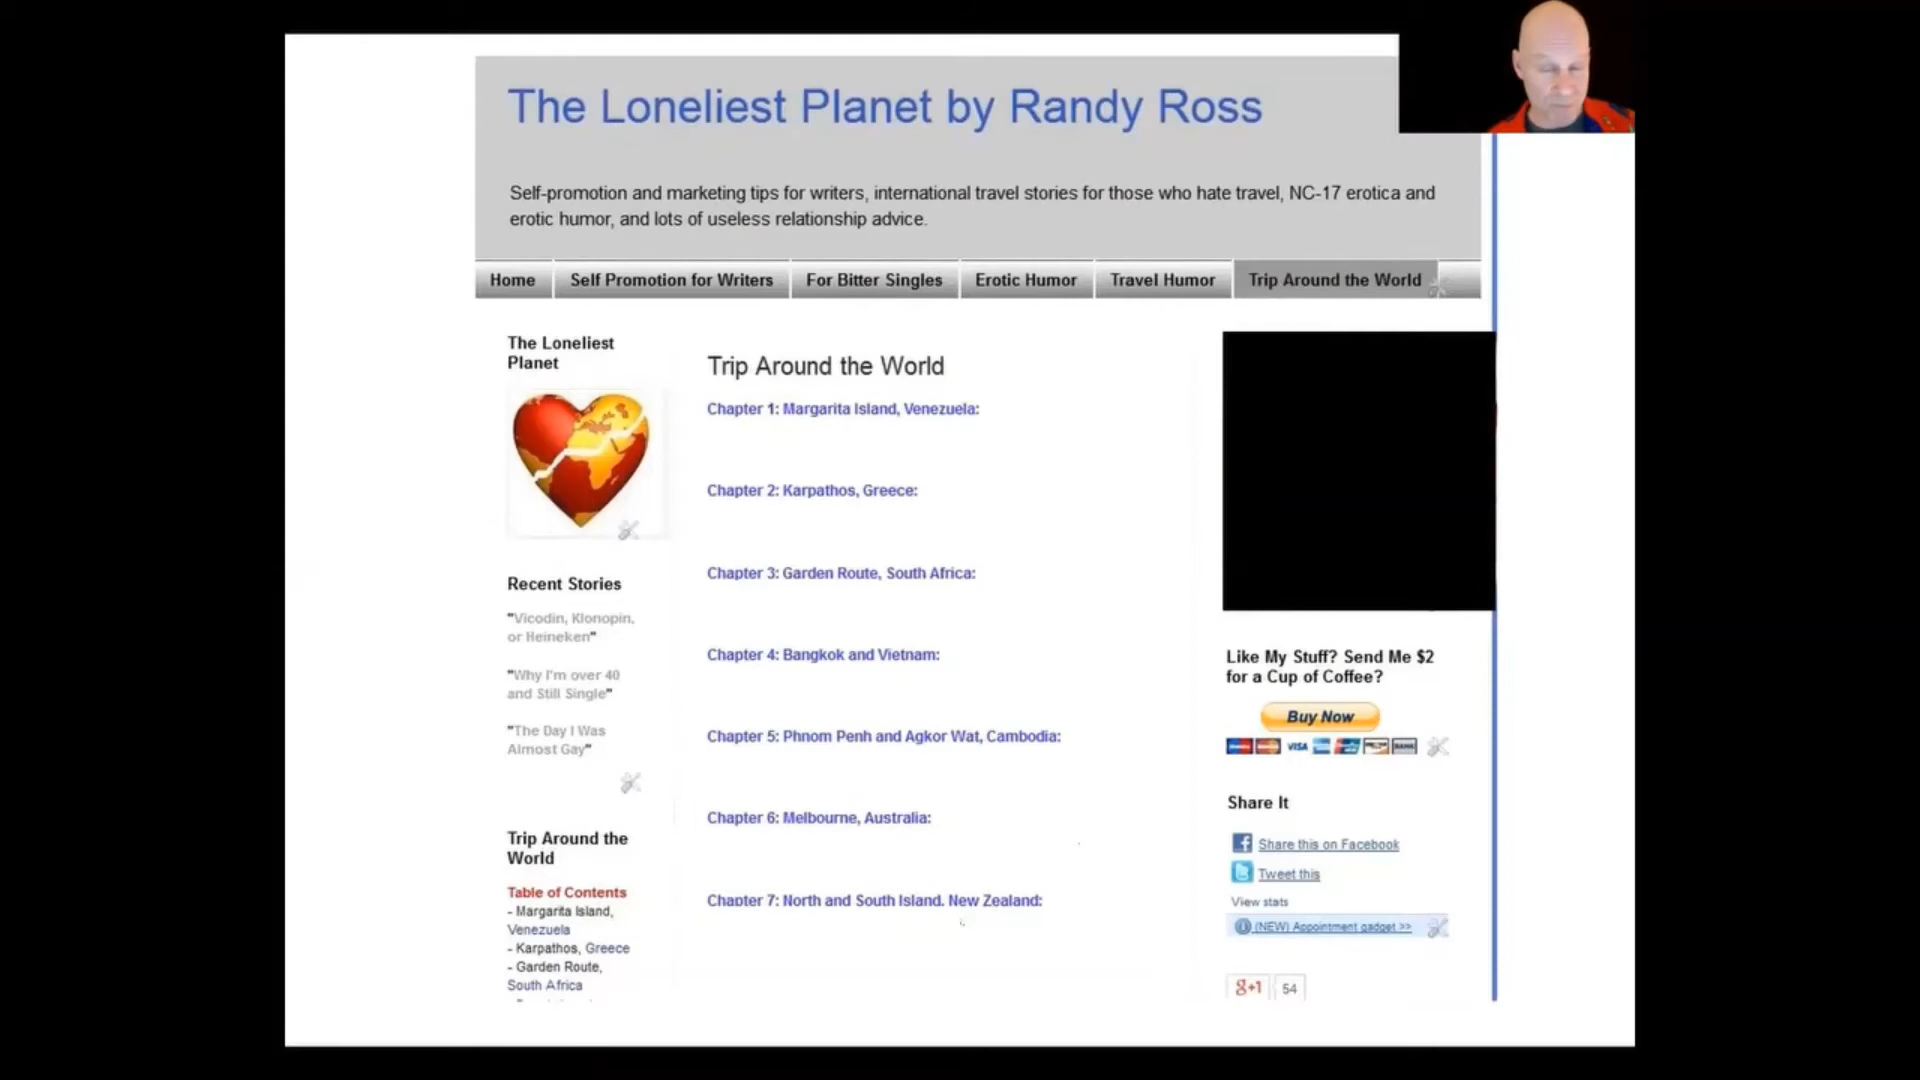 The Loneliest Planet by Randy Ross
Self-promotion and marketing tips for writers, international travel stories for those who hate travel, NC-17 erotica and
erotic humor, and lots of useless relationship advice.
Home
Self Promotion for Writers
For Bitter Singles
Erotic Humor
Travel Humor
Trip Around the World
The Loneliest
Planet
Recent Stories
"Vicodin, Klonopin,
or Heineken"
"Why I'm over 40
and Still Single"
"The Day I Was
Almost Gay"
Trip Around the
World
Table of Contents
- Margarita Island,
Venezuela
- Karpathos, Greece
- Garden Route,
South Africa
Trip Around the World
Chapter 1: Margarita Island, Venezuela:
Chapter 2: Karpathos, Greece:
Chapter 3: Garden Route, South Africa:
Chapter 4: Bangkok and Vietnam:
Chapter 5: Phnom Penh and Agkor Wat, Cambodia:
Chapter 6: Melbourne, Australia:
Chapter 7: North and South Island. New Zealand:
Like My Stuff? Send Me $2
for a Cup of Coffee?
Buy Now
VISA
BANK
Share It
Share this on Facebook
Tweet this
View stats
(NEW) Appointment gadget >>
g+1 54